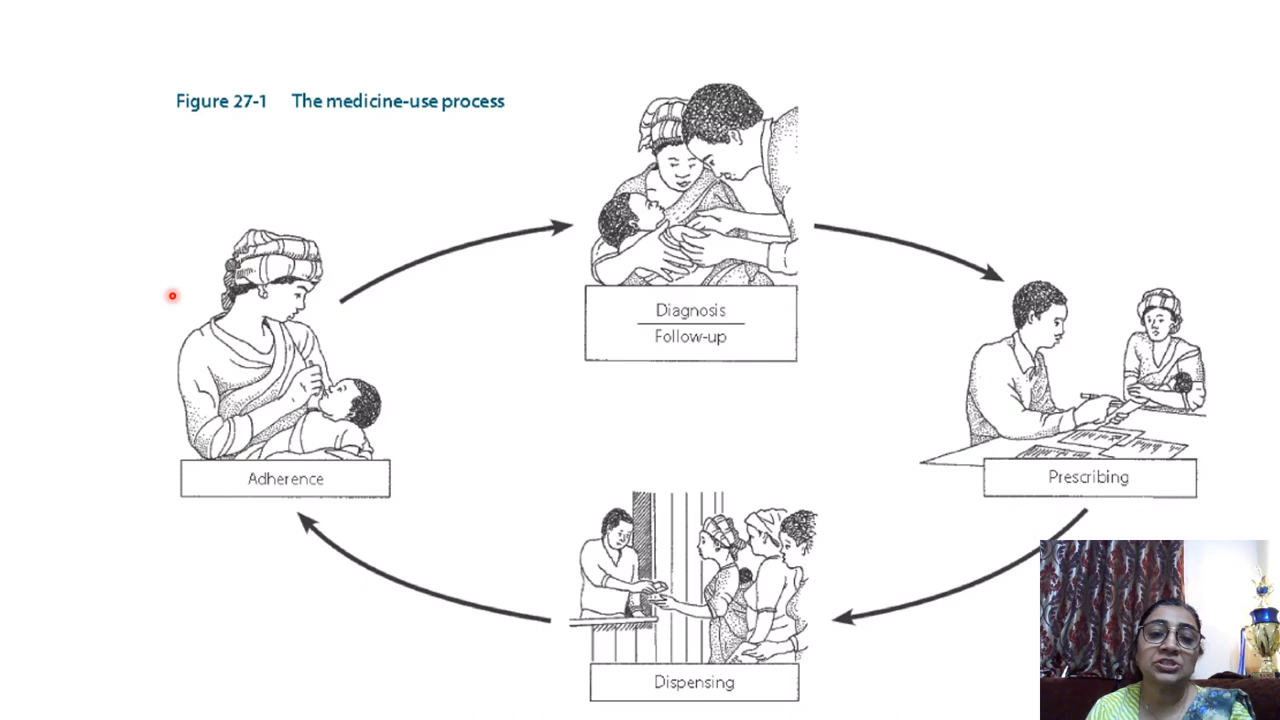 Figure 27-1 The medicine-use process
Diagnosis
Follow-up
Prescribing
Dispensing
Adherence